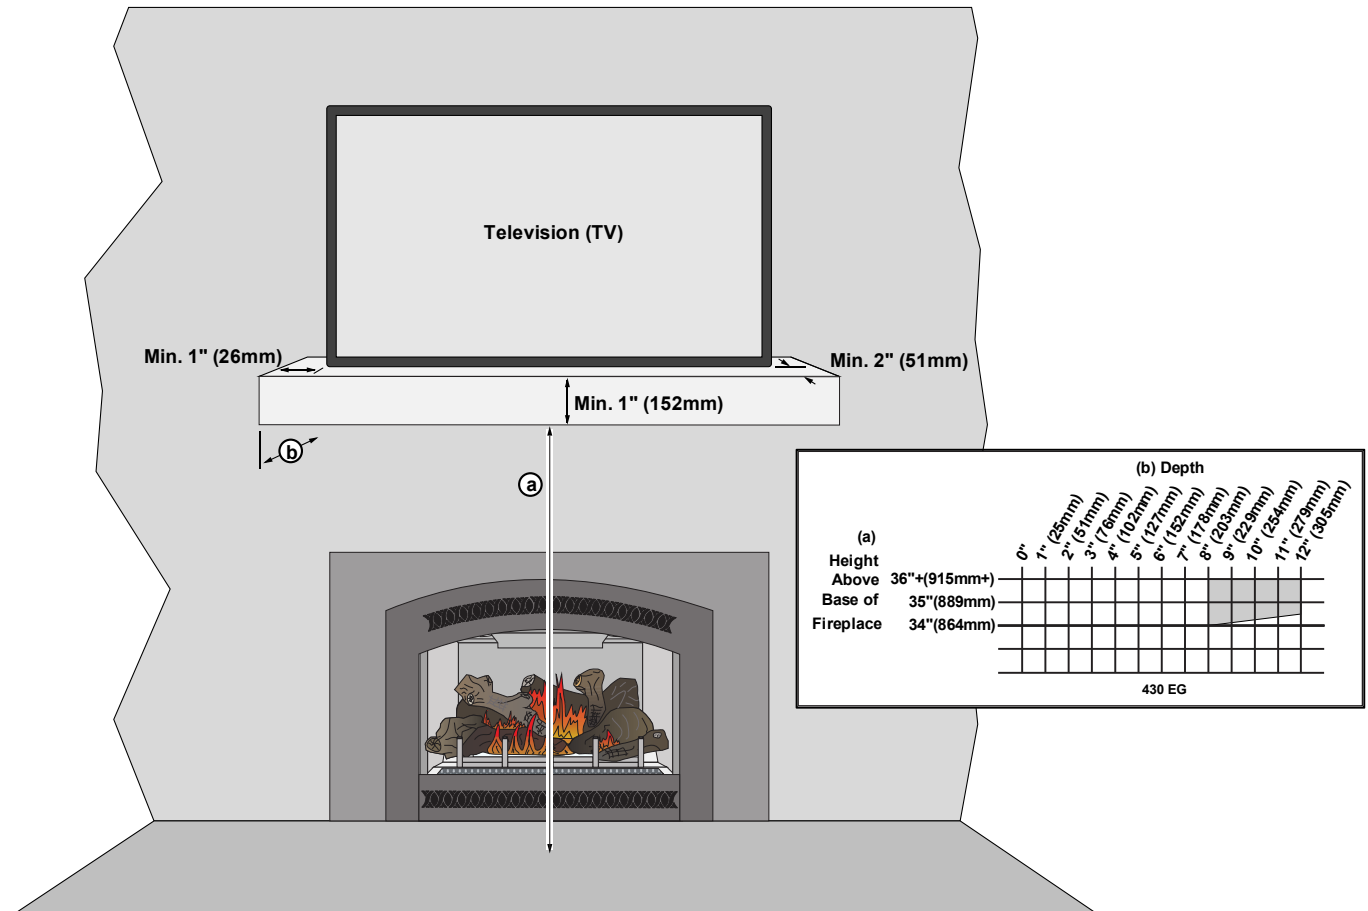 Television (TV)
Min. 1" (26mm)
Min. 2" (51mm)
Min. 1" (152mm)
b
a
(b) Depth
0"
1" (25mm)
2" (51mm)
3" (76mm)
4" (102mm)
5" (127mm)
6" (152mm)
7" (178mm)
8" (203mm)
9" (229mm)
10" (254mm)
11" (279mm)
12" (305mm)
(a)
Height
Above
Base of
Fireplace
36"+(915mm+)
35"(889mm)
34"(864mm)
430 EG